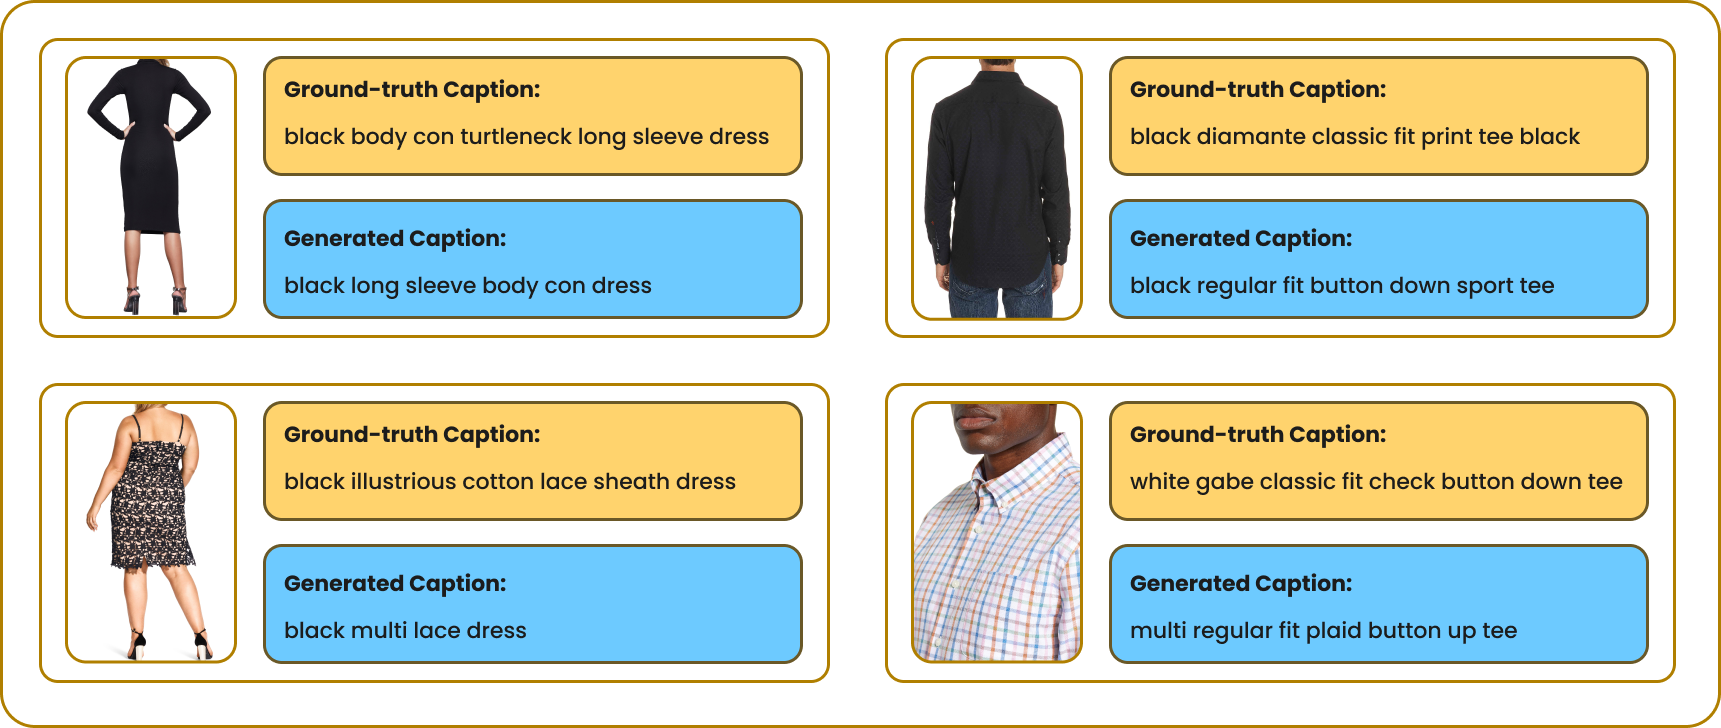 Ground-truth Caption:
black body con turtleneck long sleeve dress
Generated Caption:
black long sleeve body con dress
Ground-truth Caption:
black diamante classic fit print tee black
Generated Caption:
black regular fit button down sport tee
Ground-truth Caption:
black illustrious cotton lace sheath dress
Generated Caption:
black multi lace dress
Ground-truth Caption:
white gabe classic fit check button down tee
Generated Caption:
multi regular fit plaid button up tee